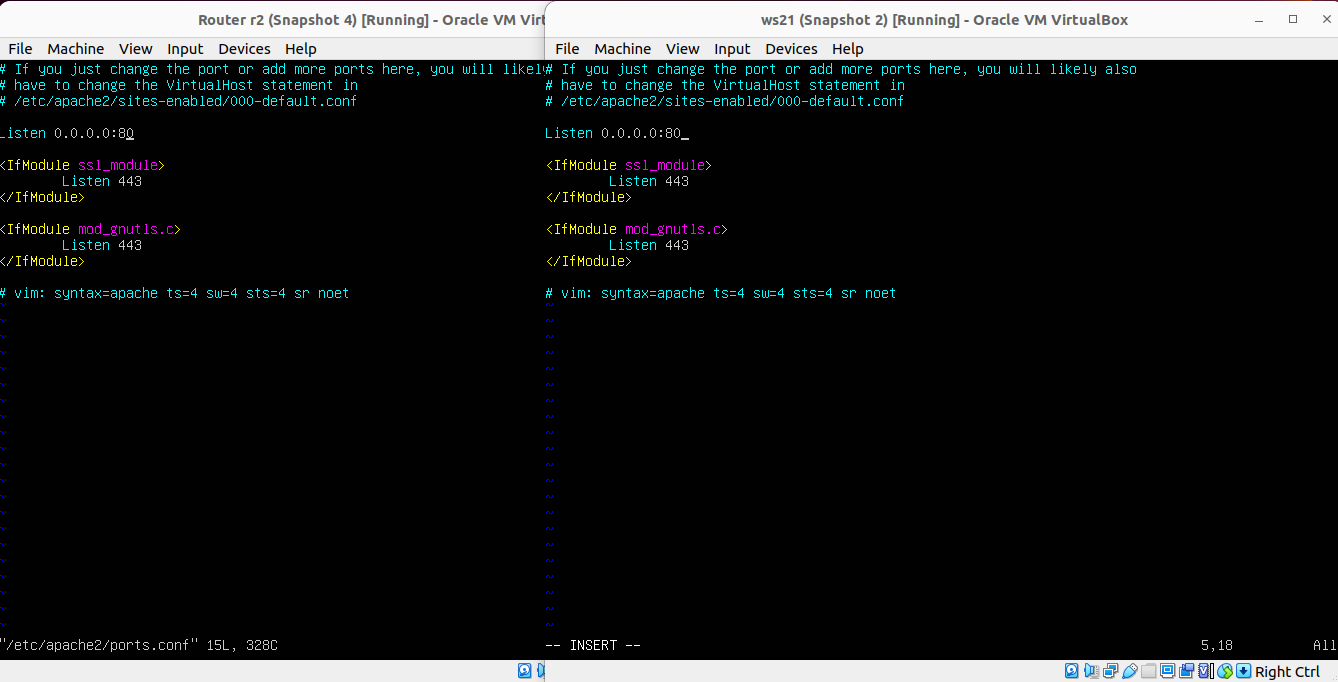 Router r2 (Snapshot 4) [Running] - Oracle VM Virt
File Machine View Input Devices Help
# If you just change the port or add more ports here, you will likely
# have to change the VirtualHost statement in
# /etc/apache2/sites-enabled/000-default.conf
Listen 0.0.0.0:80
<IfModule ssl_module>
Listen 443
</IfModule>
<IfModule mod_gnutls.c>
Listen 443
</IfModule>
# vim: syntax=apache ts=4 sw=4 sts=4 sr noet
"/etc/apache2/ports.conf" 15L, 328C
ws21 (Snapshot 2) [Running] - Oracle VM VirtualBox
File Machine View Input Devices Help
# If you just change the port or add more ports here, you will likely also
# have to change the VirtualHost statement in
# /etc/apache2/sites-enabled/000-default.conf
Listen 0.0.0.0:80_
<IfModule ssl_module>
Listen 443
</IfModule>
<IfModule mod_gnutls.c>
Listen 443
</IfModule>
# vim: syntax=apache ts=4 sw=4 sts=4 sr noet
-- INSERT -- 5,18 All
Right Ctrl